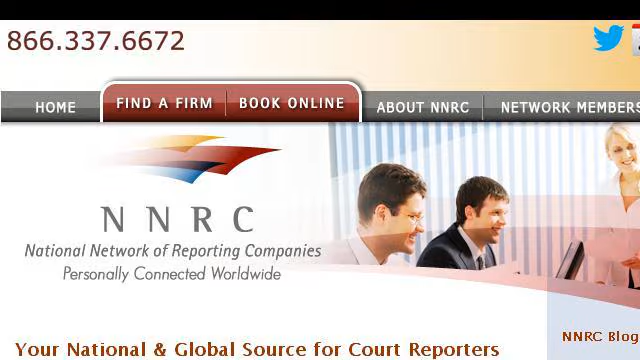 866.337.6672
HOME
FIND A FIRM
BOOK ONLINE
ABOUT NNRC
NETWORK MEMBERS
NNRC
National Network of Reporting Companies
Personally Connected Worldwide
NNRC Blog
Your National & Global Source for Court Reporters